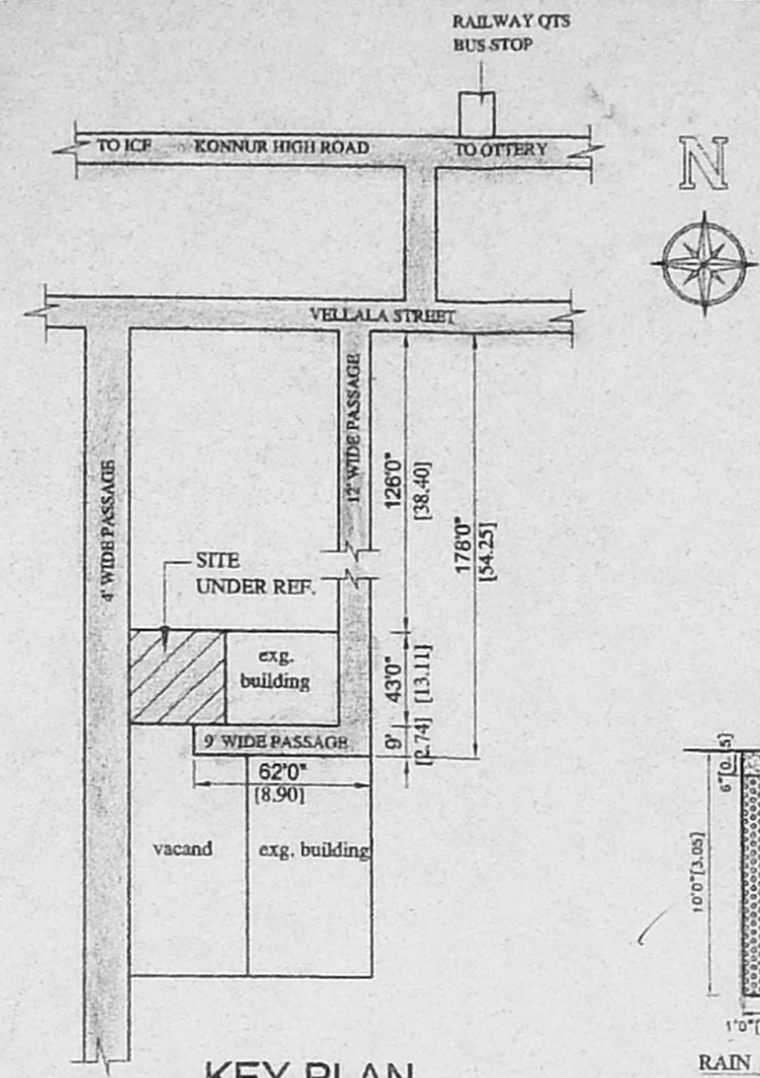 RAILWAY QTS
BUS STOP
TO ICF KONNUR HIGH ROAD TO OTTERY
N
VELLALA STREET
4' WIDE PASSAGE
12' WIDE PASSAGE
126'0"
[38.40]
178'0"
[54.25]
SITE
UNDER REF.
exg.
building
43'0"
[13.11]
9'
[2.74]
9' WIDE PASSAGE
62'0"
[8.90]
vacand
exg. building
6"[0.15]
10'0"[3.05]
1'0"[
KEY PLAN
RAIN